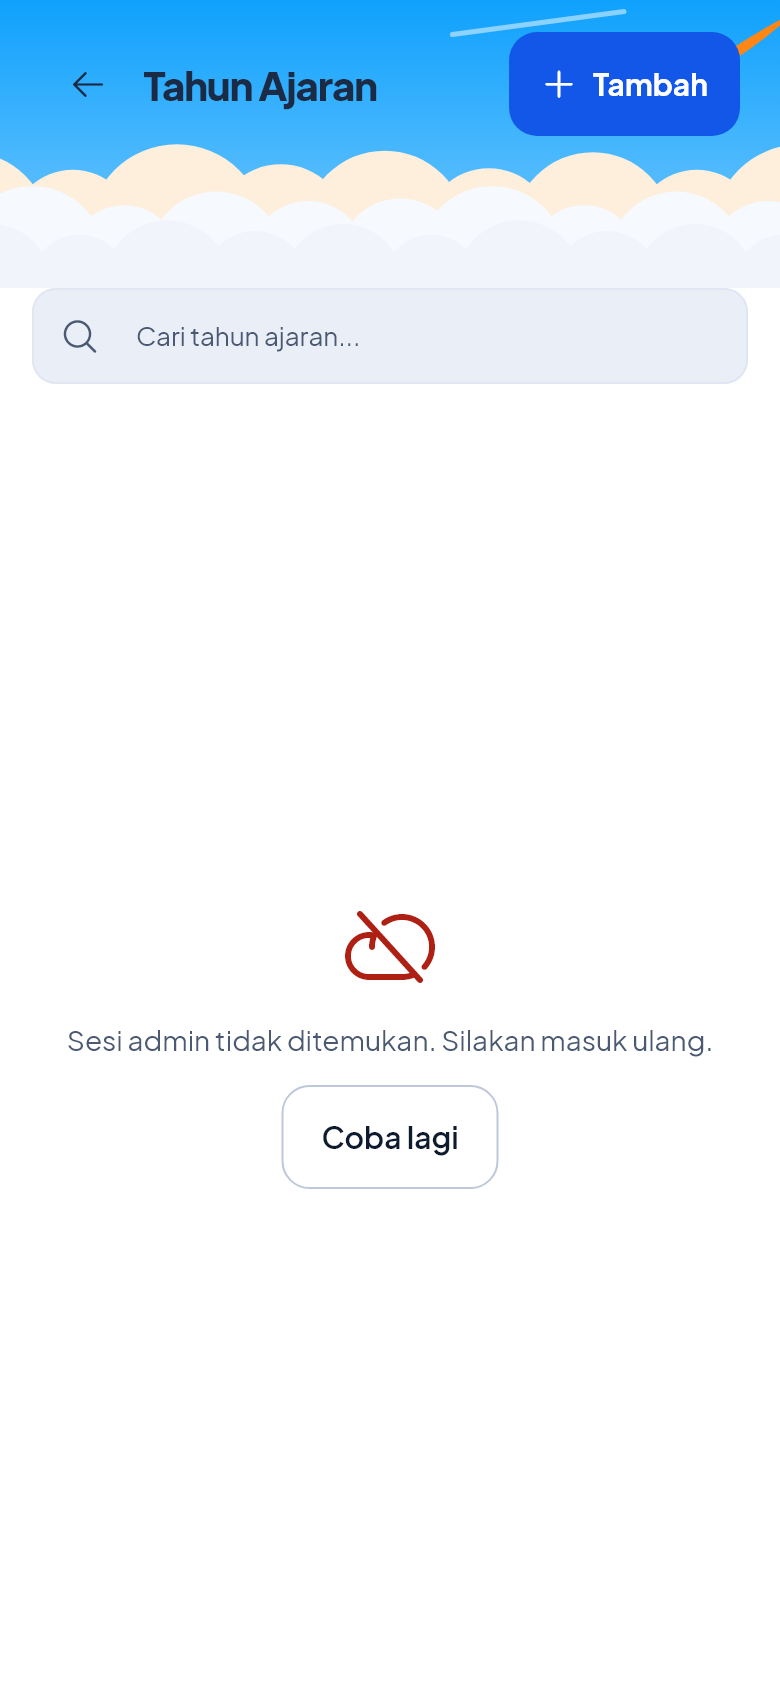 Tahun Ajaran
Tambah
Cari tahun ajaran...
Sesi admin tidak ditemukan. Silakan masuk ulang.
Coba lagi